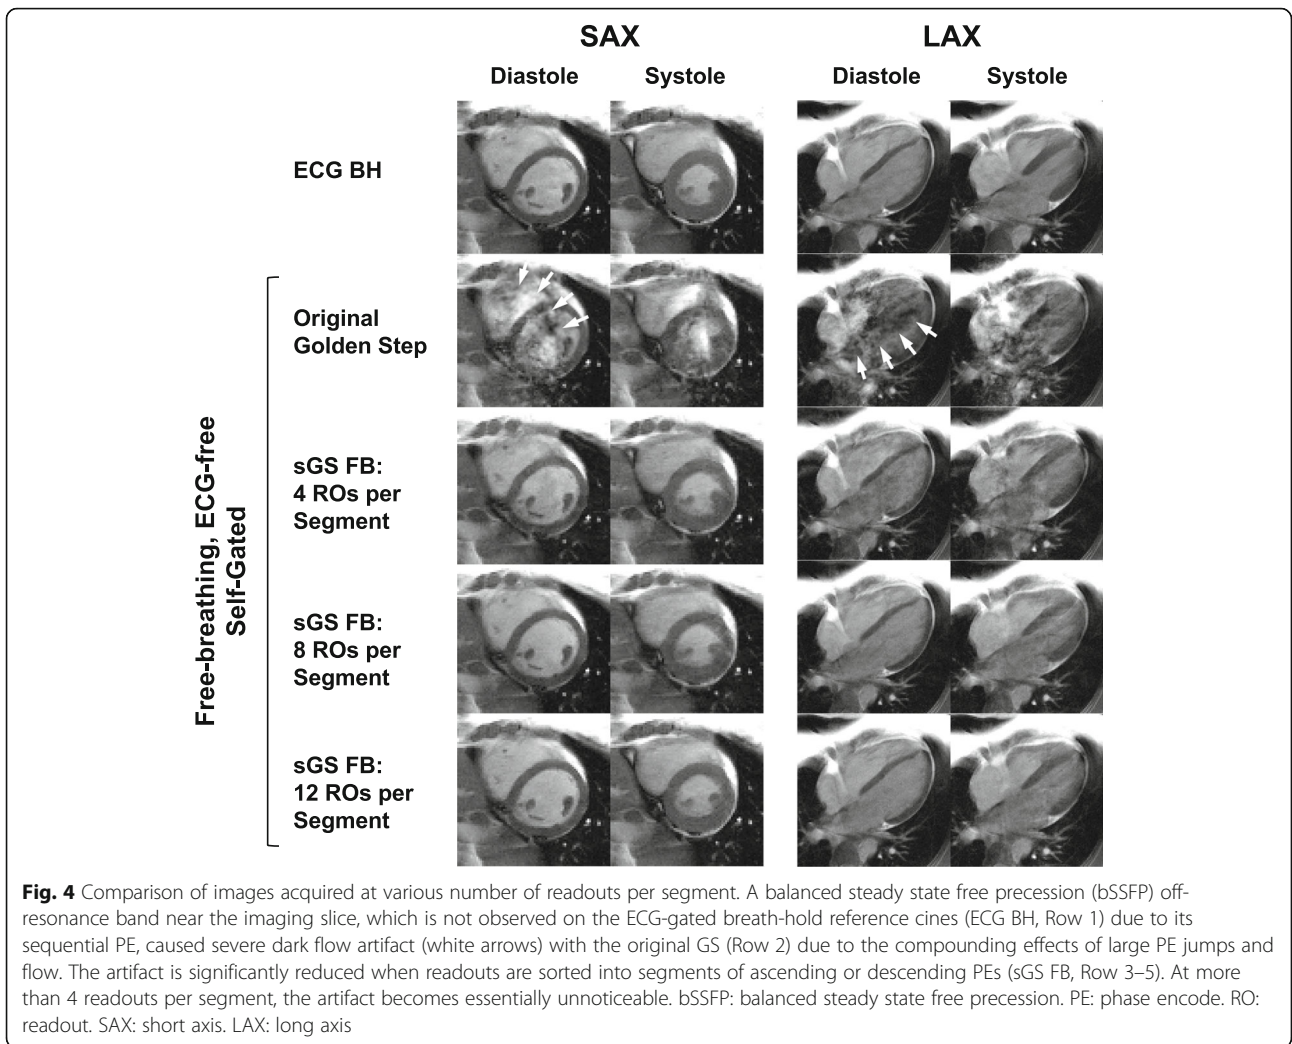 SAX LAX
Diastole Systole Diastole Systole
ECG BH
Original
Golden Step
sGS FB:
4 ROs per
Segment
sGS FB:
8 ROs per
Segment
sGS FB:
12 ROs per
Segment
Free-breathing, ECG-free
Self-Gated
Fig. 4 Comparison of images acquired at various number of readouts per segment. A balanced steady state free precession (bSSFP) off-
resonance band near the imaging slice, which is not observed on the ECG-gated breath-hold reference cines (ECG BH, Row 1) due to its
sequential PE, caused severe dark flow artifact (white arrows) with the original GS (Row 2) due to the compounding effects of large PE jumps and
flow. The artifact is significantly reduced when readouts are sorted into segments of ascending or descending PEs (sGS FB, Row 3–5). At more
than 4 readouts per segment, the artifact becomes essentially unnoticeable. bSSFP: balanced steady state free precession. PE: phase encode. RO:
readout. SAX: short axis. LAX: long axis